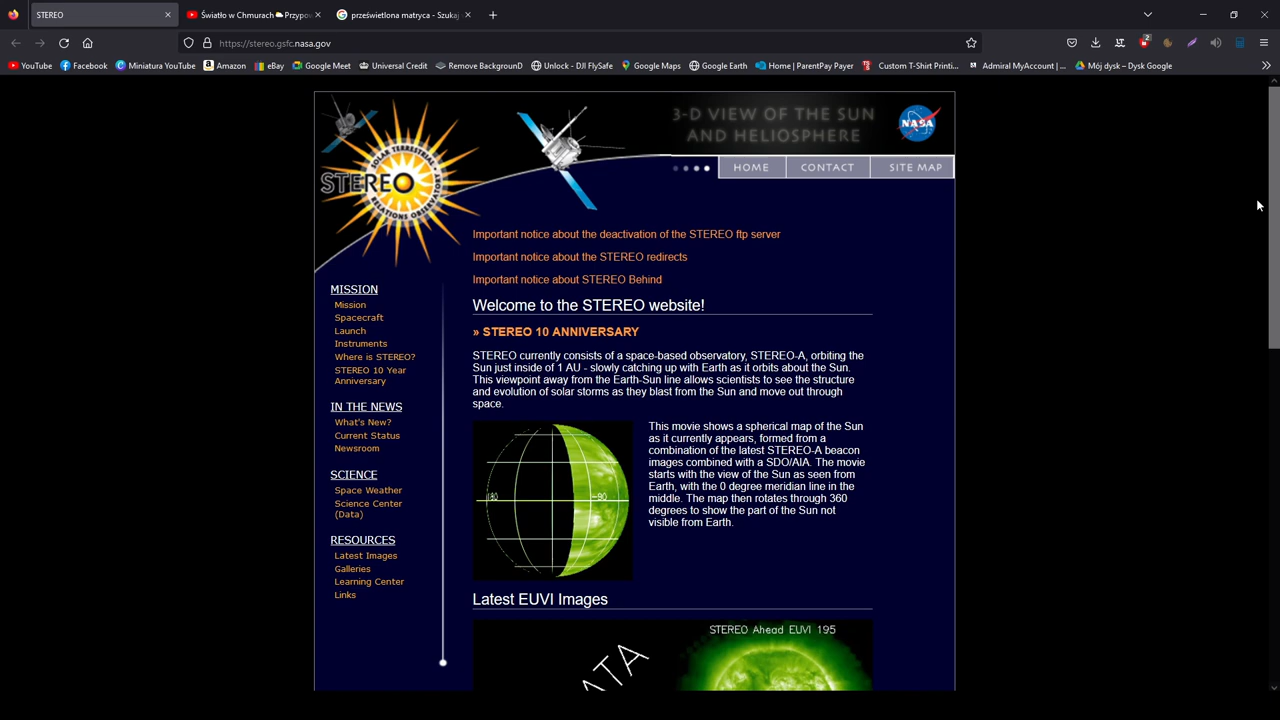 STEREO
Światło w Chmurach
Przypow
prześwietlona matryca - Szukaj
https://stereo.gsfc.nasa.gov
2
YouTube
Facebook
Miniatura YouTube
Amazon
eBay
Google Meet
Universal Credit
Remove Background
Unlock - DJI FlySafe
Google Maps
Google Earth
Home | ParentPay Payer
Custom T-Shirt Printi...
Admiral MyAccount | ...
Mój dysk – Dysk Google
3-D VIEW OF THE SUN
AND HELIOSPHERE
NASA
SOLAR TERRESTRIAL
STEREO
RELATIONS OBSERVATORY
HOME
CONTACT
SITE MAP
Important notice about the deactivation of the STEREO ftp server
Important notice about the STEREO redirects
Important notice about STEREO Behind
MISSION
Mission
Spacecraft
Launch
Instruments
Where is STEREO?
STEREO 10 Year
Anniversary
IN THE NEWS
What's New?
Current Status
Newsroom
SCIENCE
Space Weather
Science Center
(Data)
RESOURCES
Latest Images
Galleries
Learning Center
Links
Welcome to the STEREO website!
» STEREO 10 ANNIVERSARY
STEREO currently consists of a space-based observatory, STEREO-A, orbiting the
Sun just inside of 1 AU - slowly catching up with Earth as it orbits about the Sun.
This viewpoint away from the Earth-Sun line allows scientists to see the structure
and evolution of solar storms as they blast from the Sun and move out through
space.
180
-90
This movie shows a spherical map of the Sun
as it currently appears, formed from a
combination of the latest STEREO-A beacon
images combined with a SDO/AIA. The movie
starts with the view of the Sun as seen from
Earth, with the 0 degree meridian line in the
middle. The map then rotates through 360
degrees to show the part of the Sun not
visible from Earth.
Latest EUVI Images
STEREO Ahead EUVI 195